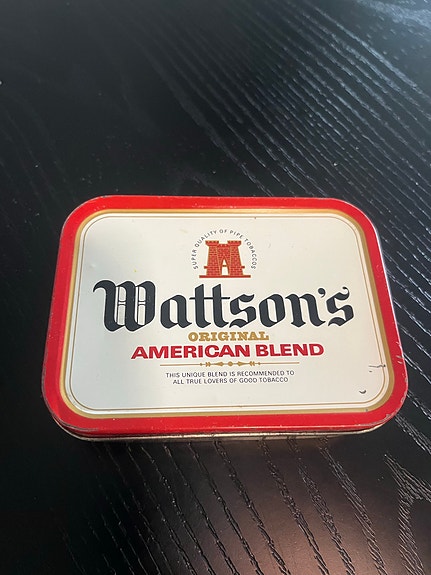 SUPER QUALITY OF PIPE TOBACCOS
Wattson's
ORIGINAL
AMERICAN BLEND
THIS UNIQUE BLEND IS RECOMMENDED TO
ALL TRUE LOVERS OF GOOD TOBACCO